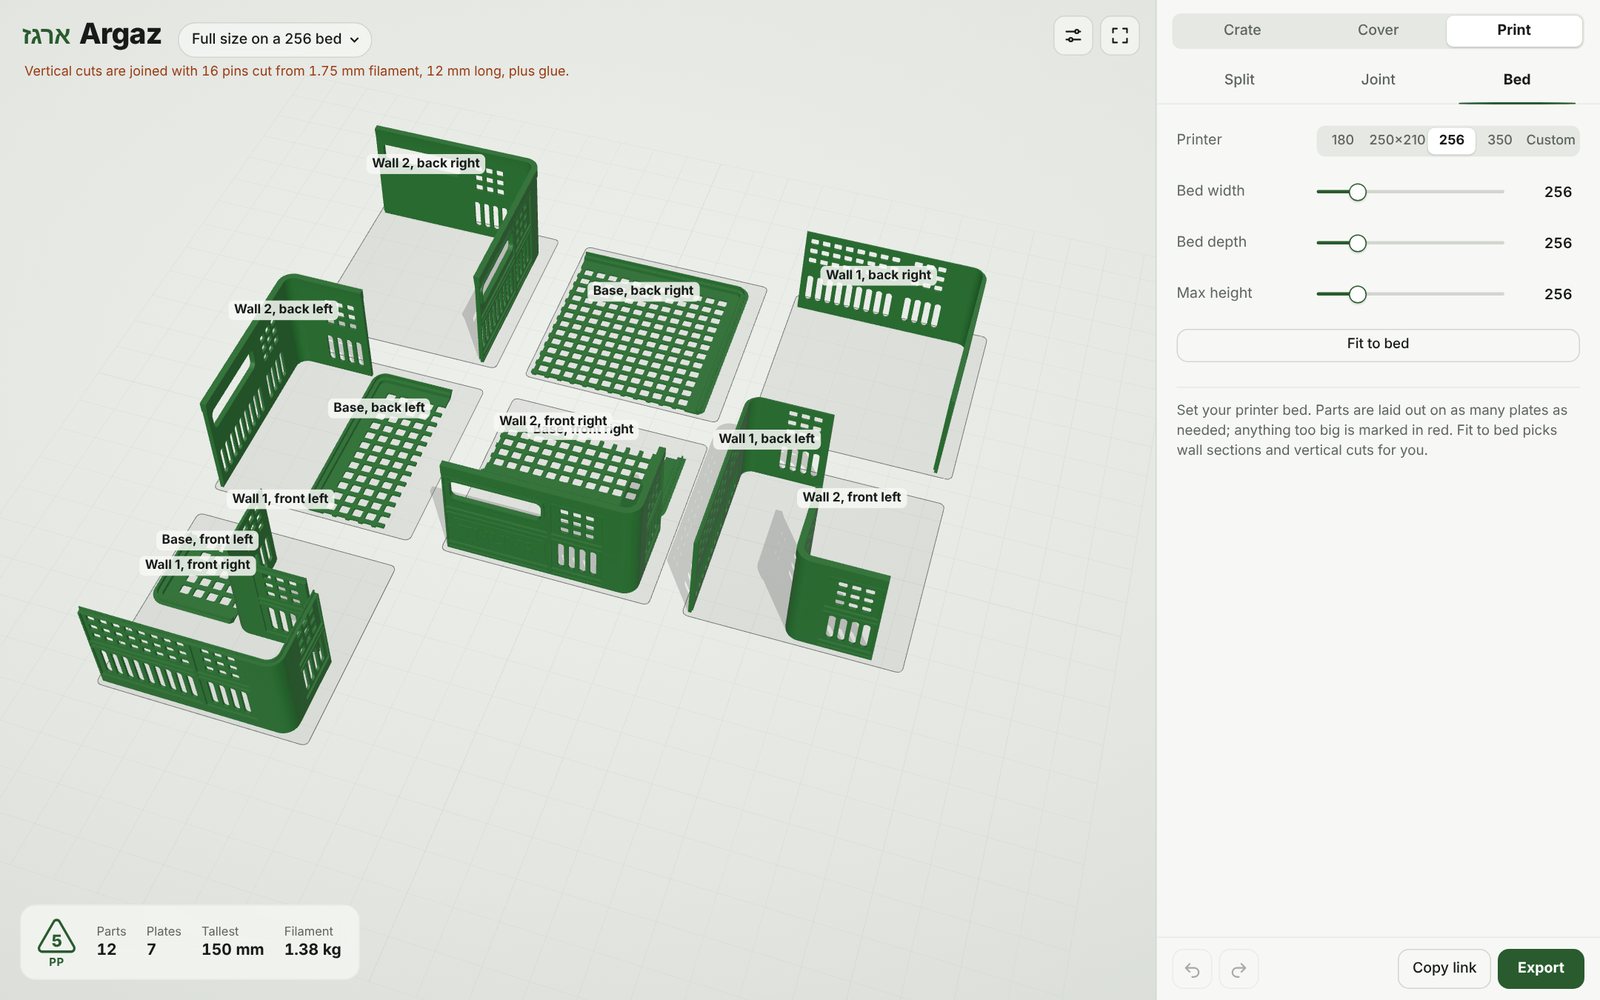 ארגז Argaz
Full size on a 256 bed
Vertical cuts are joined with 16 pins cut from 1.75 mm filament, 12 mm long, plus glue.
Wall 2, back right
Wall 1, back right
Base, back right
Wall 2, back left
Base, back left
Wall 2, front right
Base, front right
Wall 1, back left
Wall 1, front left
Wall 2, front left
Base, front left
Wall 1, front right
5
PP
Parts
12
Plates
7
Tallest
150 mm
Filament
1.38 kg
Crate
Cover
Print
Split
Joint
Bed
Printer
180
250×210
256
350
Custom
Bed width
256
Bed depth
256
Max height
256
Fit to bed
Set your printer bed. Parts are laid out on as many plates as
needed; anything too big is marked in red. Fit to bed picks
wall sections and vertical cuts for you.
Copy link
Export